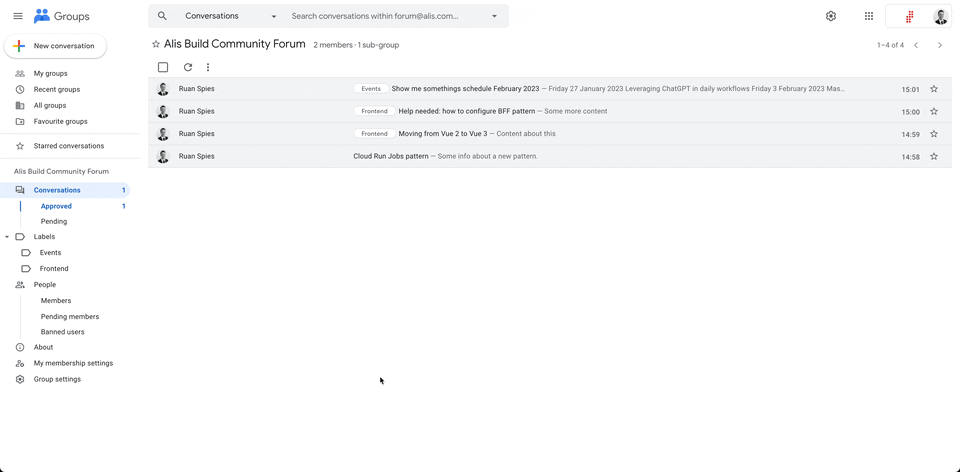 Groups
Conversations
Search conversations within forum@alis.com...
New conversation
My groups
Recent groups
All groups
Favourite groups
Starred conversations
Alis Build Community Forum
Conversations 1
Approved 1
Pending
Labels
Events
Frontend
People
Members
Pending members
Banned users
About
My membership settings
Group settings
Alis Build Community Forum 2 members · 1 sub-group
1–4 of 4
Ruan Spies Events Show me somethings schedule February 2023 – Friday 27 January 2023 Leveraging ChatGPT in daily workflows Friday 3 February 2023 Mas... 15:01
Ruan Spies Frontend Help needed: how to configure BFF pattern – Some more content 15:00
Ruan Spies Frontend Moving from Vue 2 to Vue 3 – Content about this 14:59
Ruan Spies Cloud Run Jobs pattern – Some info about a new pattern. 14:58